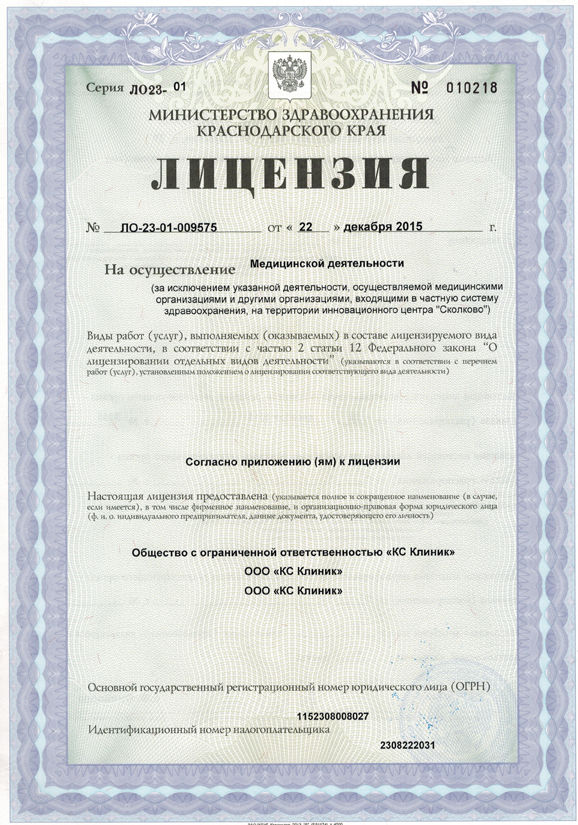 Серия ЛО23- 01 № 010218
МИНИСТЕРСТВО ЗДРАВООХРАНЕНИЯ
КРАСНОДАРСКОГО КРАЯ
ЛИЦЕНЗИЯ
№ ЛО-23-01-009575 от « 22 » декабря 2015 г.
На осуществление Медицинской деятельности
(за исключением указанной деятельности, осуществляемой медицинскими
организациями и другими организациями, входящими в частную систему
здравоохранения, на территории инновационного центра "Сколково")
Виды работ (услуг), выполняемых (оказываемых) в составе лицензируемого вида
деятельности, в соответствии с частью 2 статьи 12 Федерального закона “О
лицензировании отдельных видов деятельности” (указываются в соответствии с перечнем
работ (услуг), установленным положением о лицензировании соответствующего вида деятельности)
Согласно приложению (ям) к лицензии
Настоящая лицензия предоставлена (указывается полное и сокращенное наименование (в случае,
если имеется), в том числе фирменное наименование, и организационно-правовая форма юридического лица
(ф. и. о. индивидуального предпринимателя, данные документа, удостоверяющего его личность)
Общество с ограниченной ответственностью «КС Клиник»
ООО «КС Клиник»
ООО «КС Клиник»
Основной государственный регистрационный номер юридического лица (ОГРН)
1152308008027
Идентификационный номер налогоплательщика
2308222031